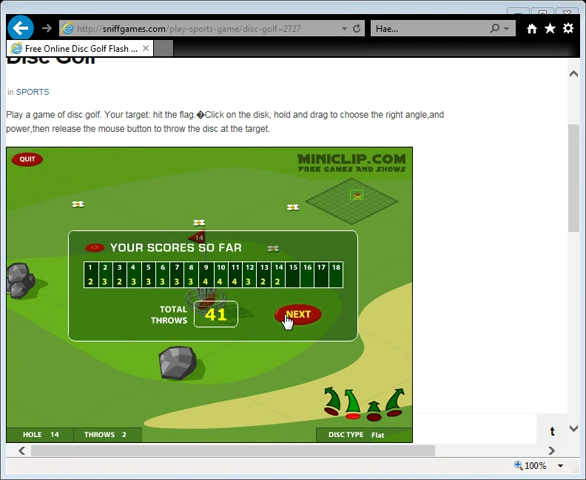 http://sniffgames.com/play-sports-game/disc-golf~2727
Hae...
Free Online Disc Golf Flash ...
Disc Golf
in SPORTS
Play a game of disc golf. Your target: hit the flag.�Click on the disk, hold and drag to choose the right angle,and
power,then release the mouse button to throw the disc at the target.
QUIT
MINICLIP.COM
FREE GAMES AND SHOWS
14
YOUR SCORES SO FAR
1 2 3 4 5 6 7 8 9 10 11 12 13 14 15 16 17 18
2 3 2 3 3 3 3 3 4 4 4 3 2 2
TOTAL
THROWS
41
NEXT
HOLE 14
THROWS 2
DISC TYPE Flat
t
100%